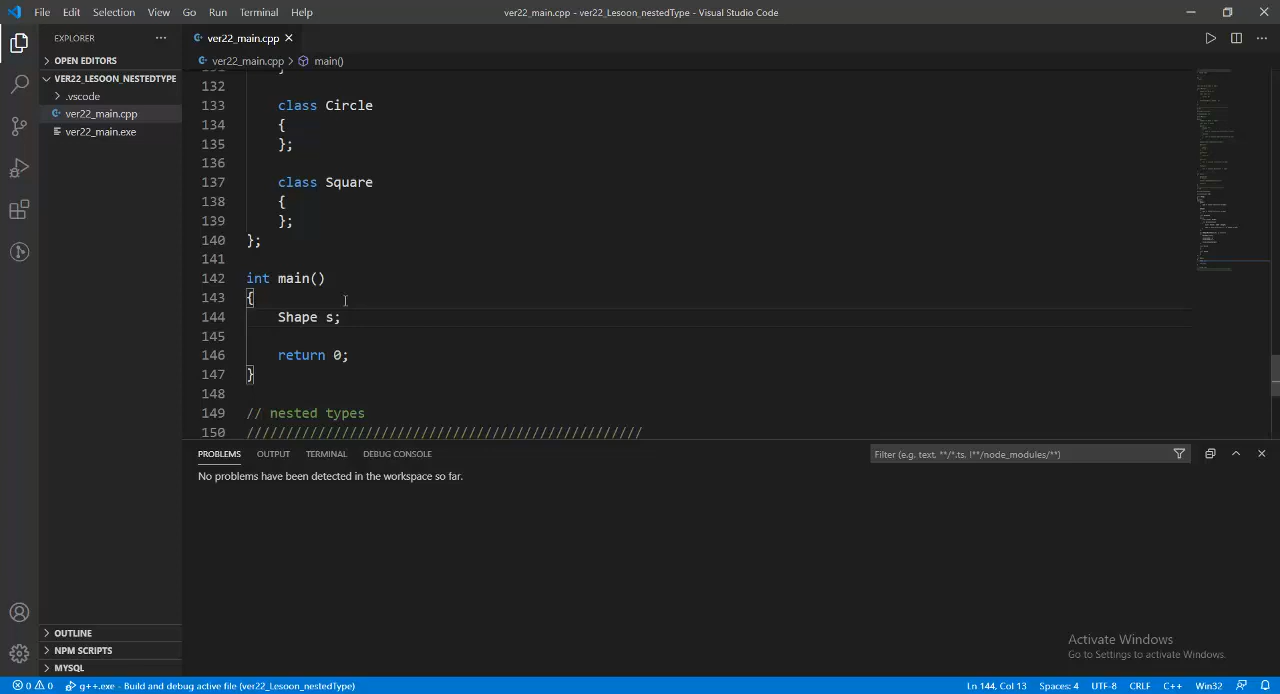 File Edit Selection View Go Run Terminal Help ver22_main.cpp - ver22_Lesoon_nestedType - Visual Studio Code
EXPLORER
OPEN EDITORS
VER22_LESOON_NESTEDTYPE
.vscode
ver22_main.cpp
ver22_main.exe
OUTLINE
NPM SCRIPTS
MYSQL
ver22_main.cpp
ver22_main.cpp > main()
132
133 class Circle
134 {
135 };
136
137 class Square
138 {
139 };
140 };
141
142 int main()
143 {
144 Shape s;
145
146 return 0;
147 }
148
149 // nested types
150 ///////////////////////////////////////////////////
PROBLEMS OUTPUT TERMINAL DEBUG CONSOLE Filter (e.g. text, **/*.ts, !**/node_modules/**)
No problems have been detected in the workspace so far.
Activate Windows
Go to Settings to activate Windows.
0 0 g++.exe - Build and debug active file (ver22_Lesoon_nestedType) Ln 144, Col 13 Spaces: 4 UTF-8 CRLF C++ Win32